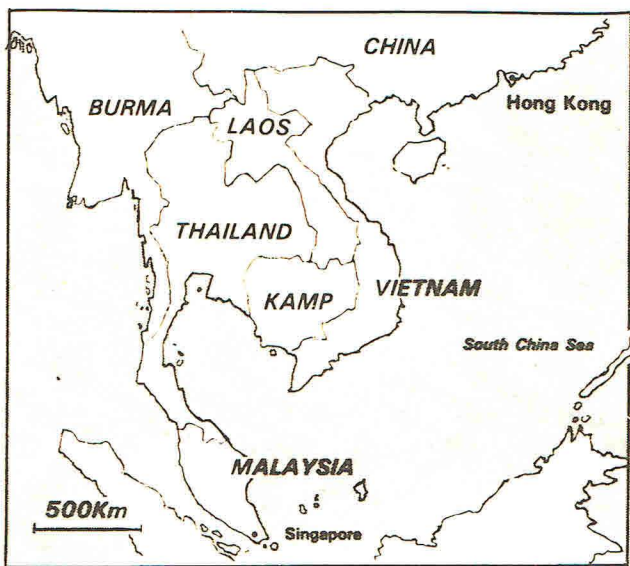 CHINA
Hong Kong
BURMA
LAOS
THAILAND
KAMP
VIETNAM
South China Sea
MALAYSIA
500Km
Singapore